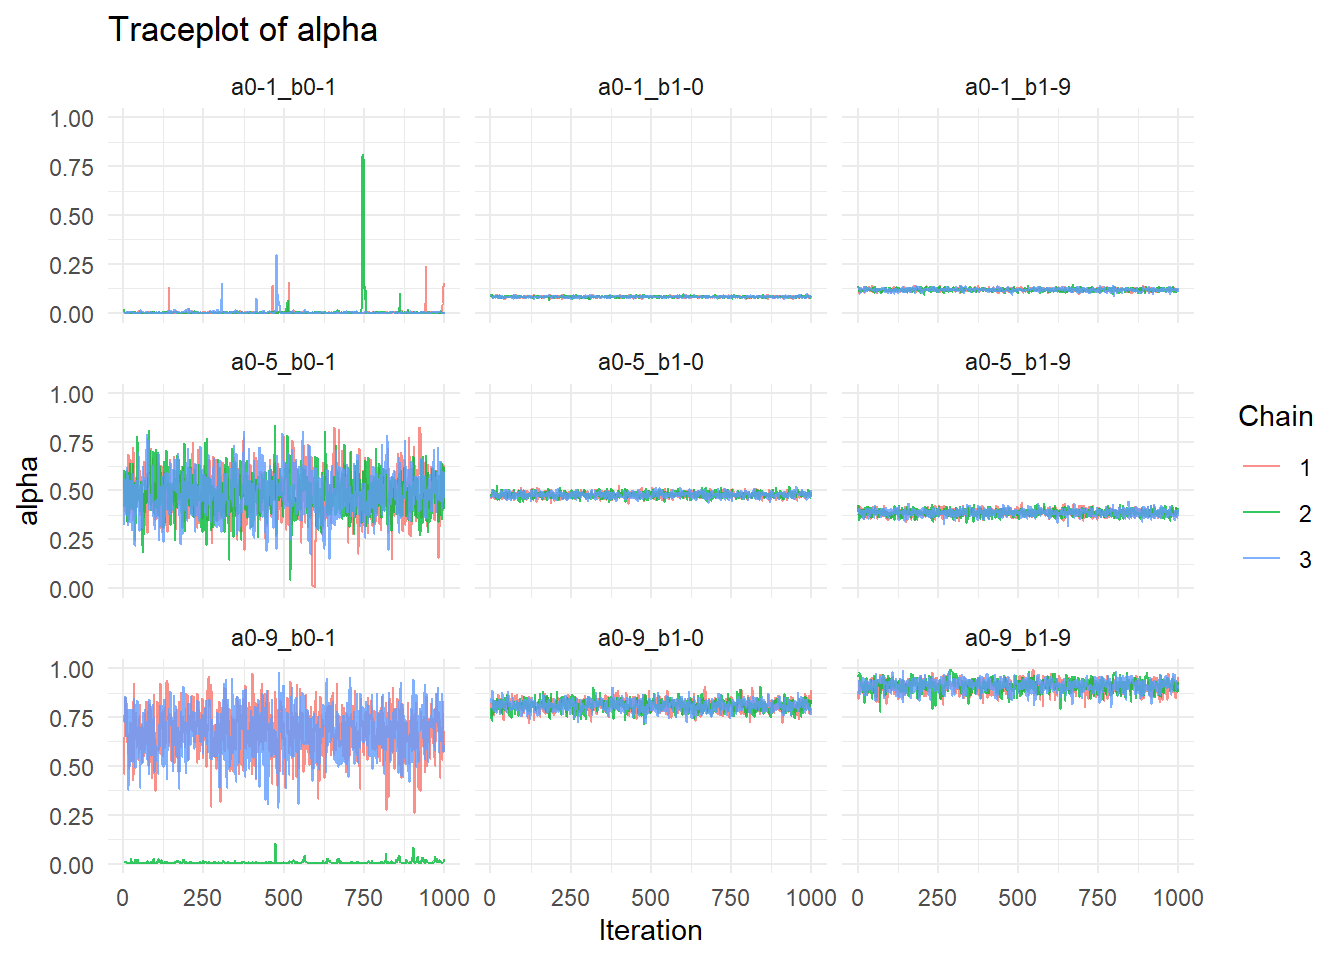 Traceplot of alpha
a0-1_b0-1 a0-1_b1-0 a0-1_b1-9
1.00
0.75
0.50
0.25
0.00
a0-5_b0-1 a0-5_b1-0 a0-5_b1-9
1.00
0.75
0.50
0.25
0.00
alpha
a0-9_b0-1 a0-9_b1-0 a0-9_b1-9
1.00
0.75
0.50
0.25
0.00
0 250 500 750 1000 0 250 500 750 1000 0 250 500 750 1000
Iteration
Chain
1
2
3